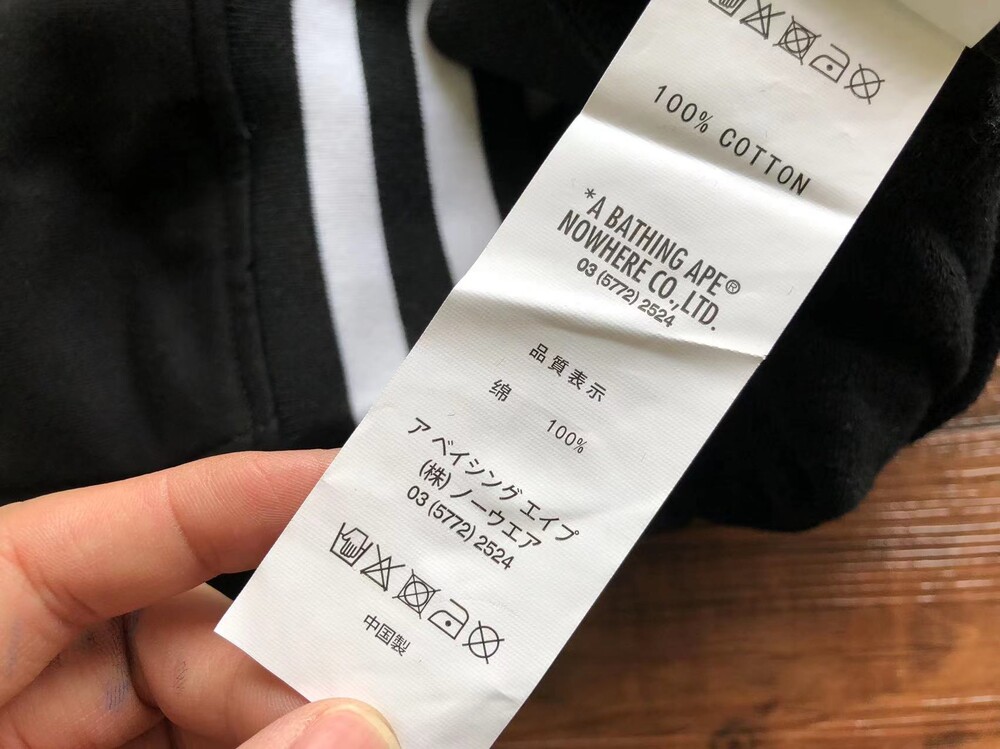 100% COTTON
*A BATHING APE®
NOWHERE CO.,LTD.
03 (5772) 2524
品質表示
绵 100%
ア ベイシング エイプ
(株) ノーウエア
03 (5772) 2524
中国製